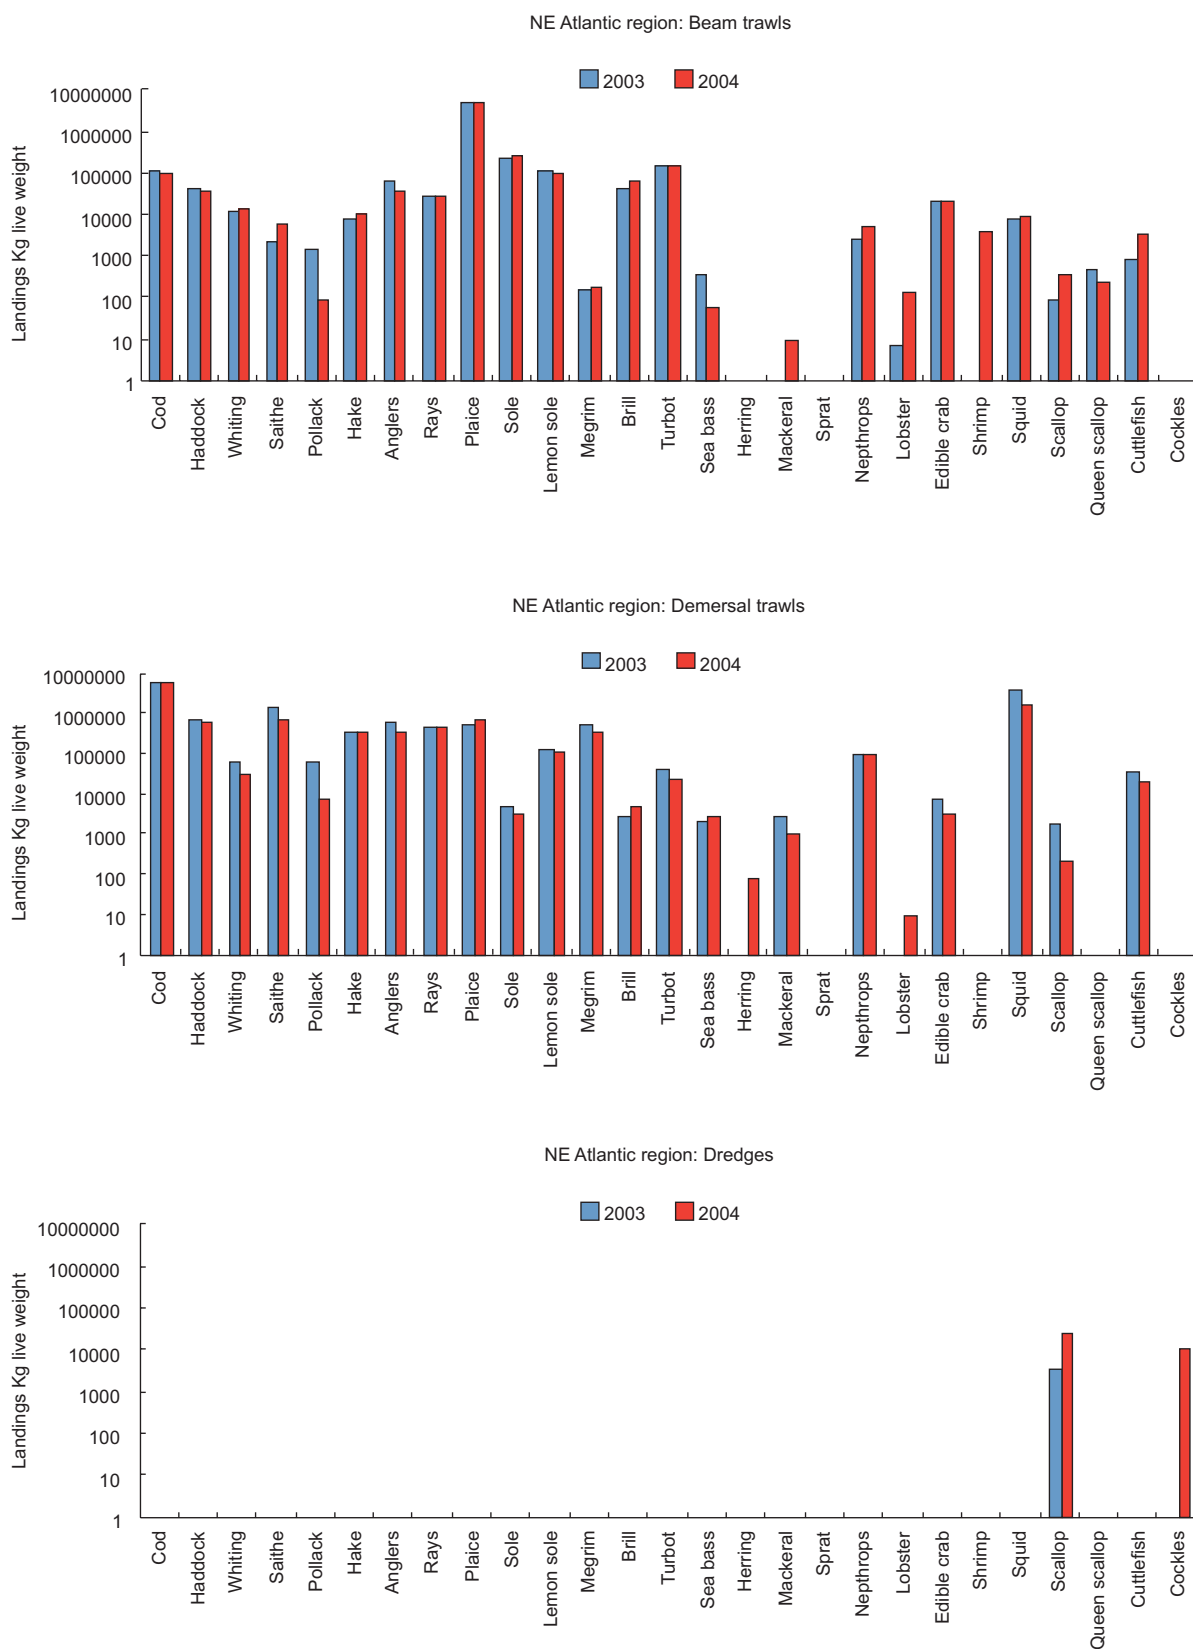 NE Atlantic region: Beam trawls
2003 2004
Landings Kg live weight
10000000
1000000
100000
10000
1000
100
10
1
Cod
Haddock
Whiting
Saithe
Pollack
Hake
Anglers
Rays
Plaice
Sole
Lemon sole
Megrim
Brill
Turbot
Sea bass
Herring
Mackeral
Sprat
Nepthrops
Lobster
Edible crab
Shrimp
Squid
Scallop
Queen scallop
Cuttlefish
Cockles
NE Atlantic region: Demersal trawls
2003 2004
Landings Kg live weight
10000000
1000000
100000
10000
1000
100
10
1
Cod
Haddock
Whiting
Saithe
Pollack
Hake
Anglers
Rays
Plaice
Sole
Lemon sole
Megrim
Brill
Turbot
Sea bass
Herring
Mackeral
Sprat
Nepthrops
Lobster
Edible crab
Shrimp
Squid
Scallop
Queen scallop
Cuttlefish
Cockles
NE Atlantic region: Dredges
2003 2004
Landings Kg live weight
10000000
1000000
100000
10000
1000
100
10
1
Cod
Haddock
Whiting
Saithe
Pollack
Hake
Anglers
Rays
Plaice
Sole
Lemon sole
Megrim
Brill
Turbot
Sea bass
Herring
Mackeral
Sprat
Nepthrops
Lobster
Edible crab
Shrimp
Squid
Scallop
Queen scallop
Cuttlefish
Cockles